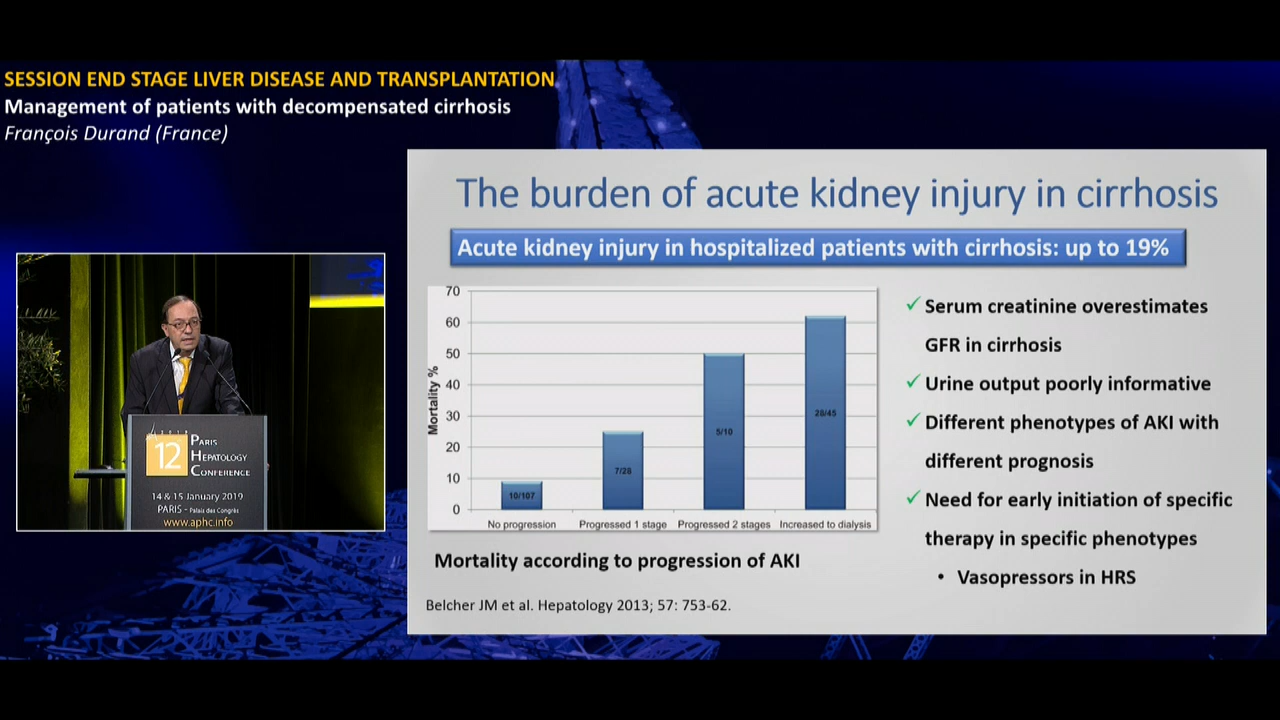 SESSION END STAGE LIVER DISEASE AND TRANSPLANTATION
Management of patients with decompensated cirrhosis
François Durand (France)
The burden of acute kidney injury in cirrhosis
Acute kidney injury in hospitalized patients with cirrhosis: up to 19%
Mortality %
70
60
50
40
30
20
10
0
10/107
7/28
5/10
28/45
No progression
Progressed 1 stage
Progressed 2 stages
Increased to dialysis
Mortality according to progression of AKI
Belcher JM et al. Hepatology 2013; 57: 753-62.
✓ Serum creatinine overestimates
GFR in cirrhosis
✓ Urine output poorly informative
✓ Different phenotypes of AKI with
different prognosis
✓ Need for early initiation of specific
therapy in specific phenotypes
• Vasopressors in HRS
12
PARIS
HEPATOLOGY
CONFERENCE
14 & 15 January 2019
PARIS - Palais des Congrès
www.aphc.info